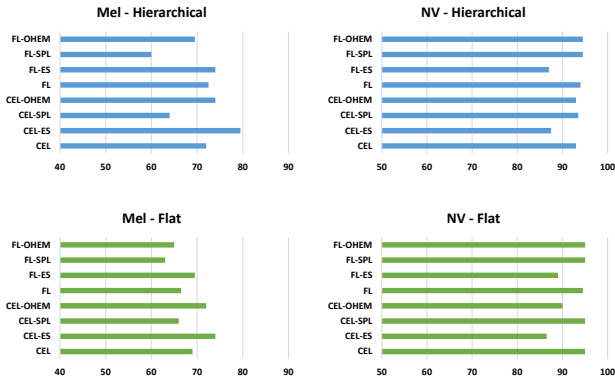 Mel - Hierarchical
FL-OHEM
FL-SPL
FL-ES
FL
CEL-OHEM
CEL-SPL
CEL-ES
CEL
40 50 60 70 80 90
NV - Hierarchical
FL-OHEM
FL-SPL
FL-ES
FL
CEL-OHEM
CEL-SPL
CEL-ES
CEL
50 60 70 80 90 100
Mel - Flat
FL-OHEM
FL-SPL
FL-ES
FL
CEL-OHEM
CEL-SPL
CEL-ES
CEL
40 50 60 70 80 90
NV - Flat
FL-OHEM
FL-SPL
FL-ES
FL
CEL-OHEM
CEL-SPL
CEL-ES
CEL
50 60 70 80 90 100